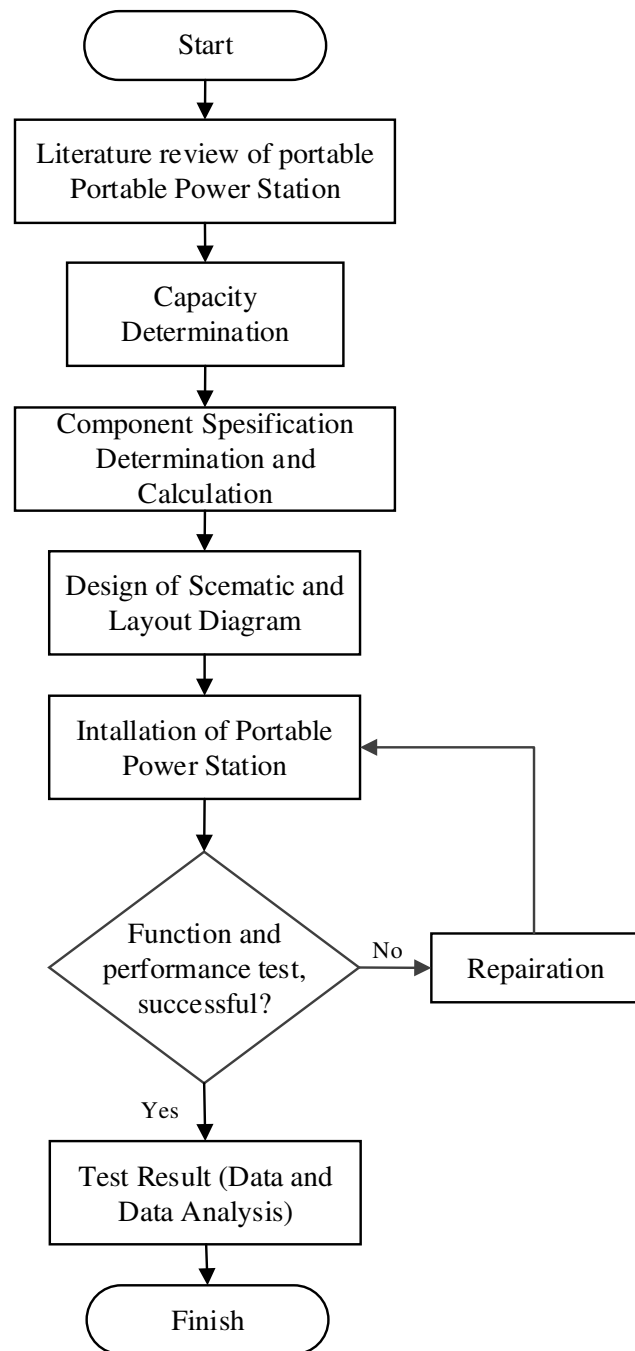 Start
Literature review of portable
Portable Power Station
Capacity
Determination
Component Spesification
Determination and
Calculation
Design of Scematic and
Layout Diagram
Intallation of Portable
Power Station
Function and
performance test,
successful?
No
Repairation
Yes
Test Result (Data and
Data Analysis)
Finish